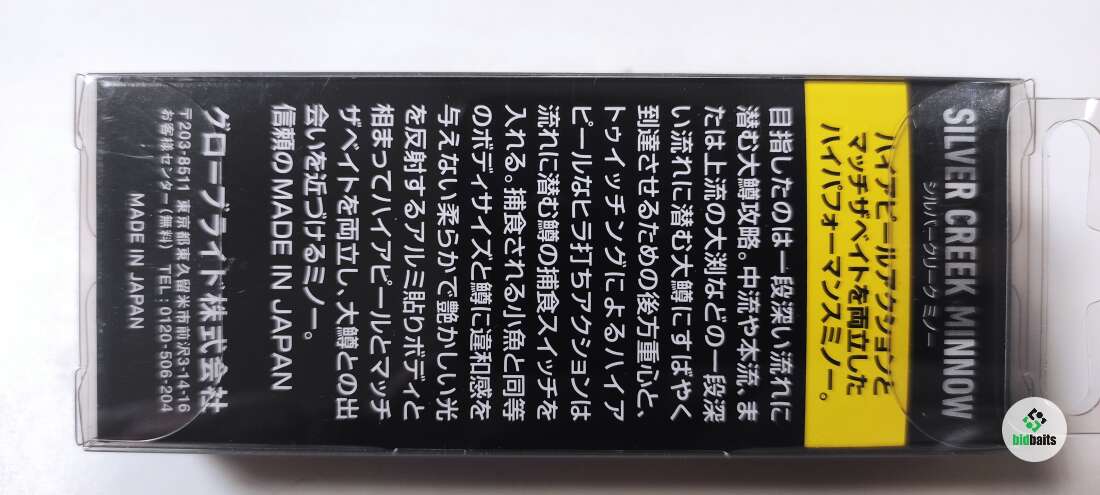 SILVER CREEK MINNOW
シルバークリークミノー
ハイアピールアクションと
マッチザベイトを両立した
ハイパフォーマンスミノー。
目指したのは一段深い流れに
潜む大鱒攻略。中流や本流、ま
たは上流の大渕などの一段深
い流れに潜む大鱒にすばやく
到達させるための後方重心と、
トゥイッチングによるハイア
ピールなヒラ打ちアクションは
流れに潜む鱒の捕食スイッチを
入れる。捕食される小魚と同等
のボディサイズと鱒に違和感を
与えない柔らかで艶かしい光
を反射するアルミ貼りボディと
相まってハイアピールとマッチ
ザベイトを両立し、大鱒との出
会いを近づけるミノー。
信頼のMADE IN JAPAN
グローブライド株式会社
〒203-8511 東京都東久留米市前沢3-14-16
お客様センター(無料) TEL:0120-506-204
MADE IN JAPAN
bidbaits